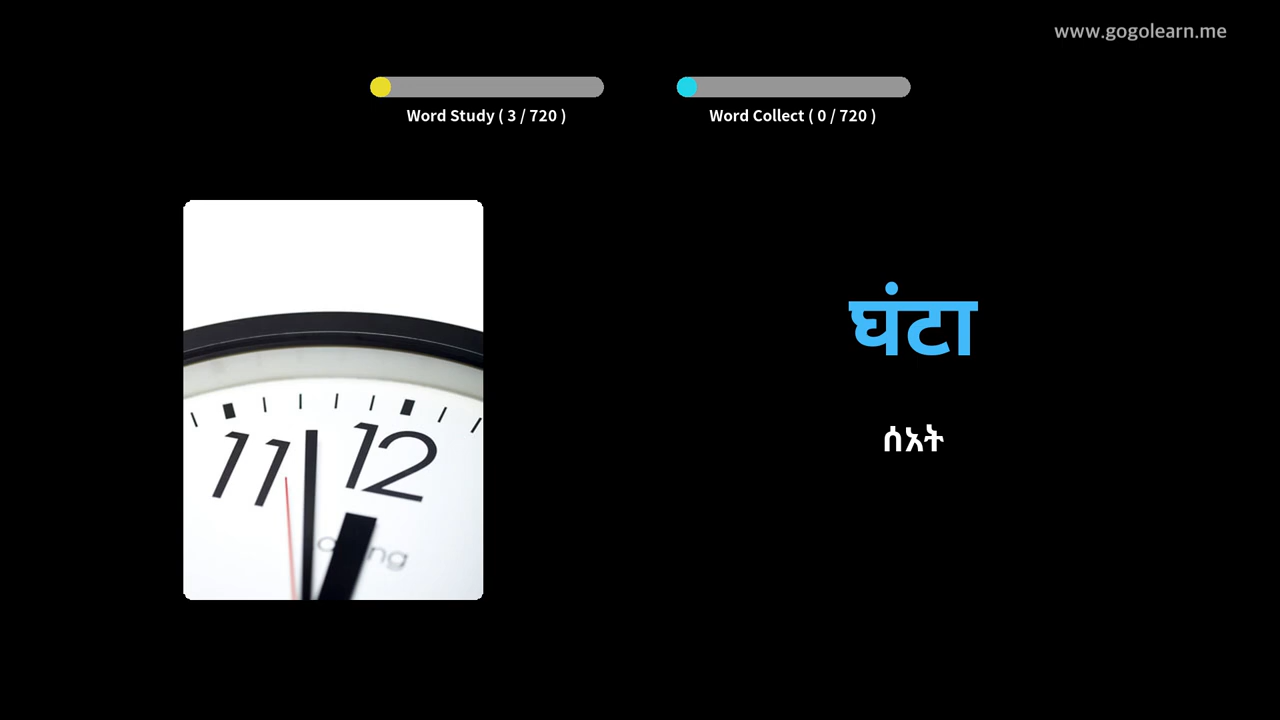 www.gogolearn.me
Word Study ( 3 / 720 )
Word Collect ( 0 / 720 )
घंटा
ሰአት
11 12